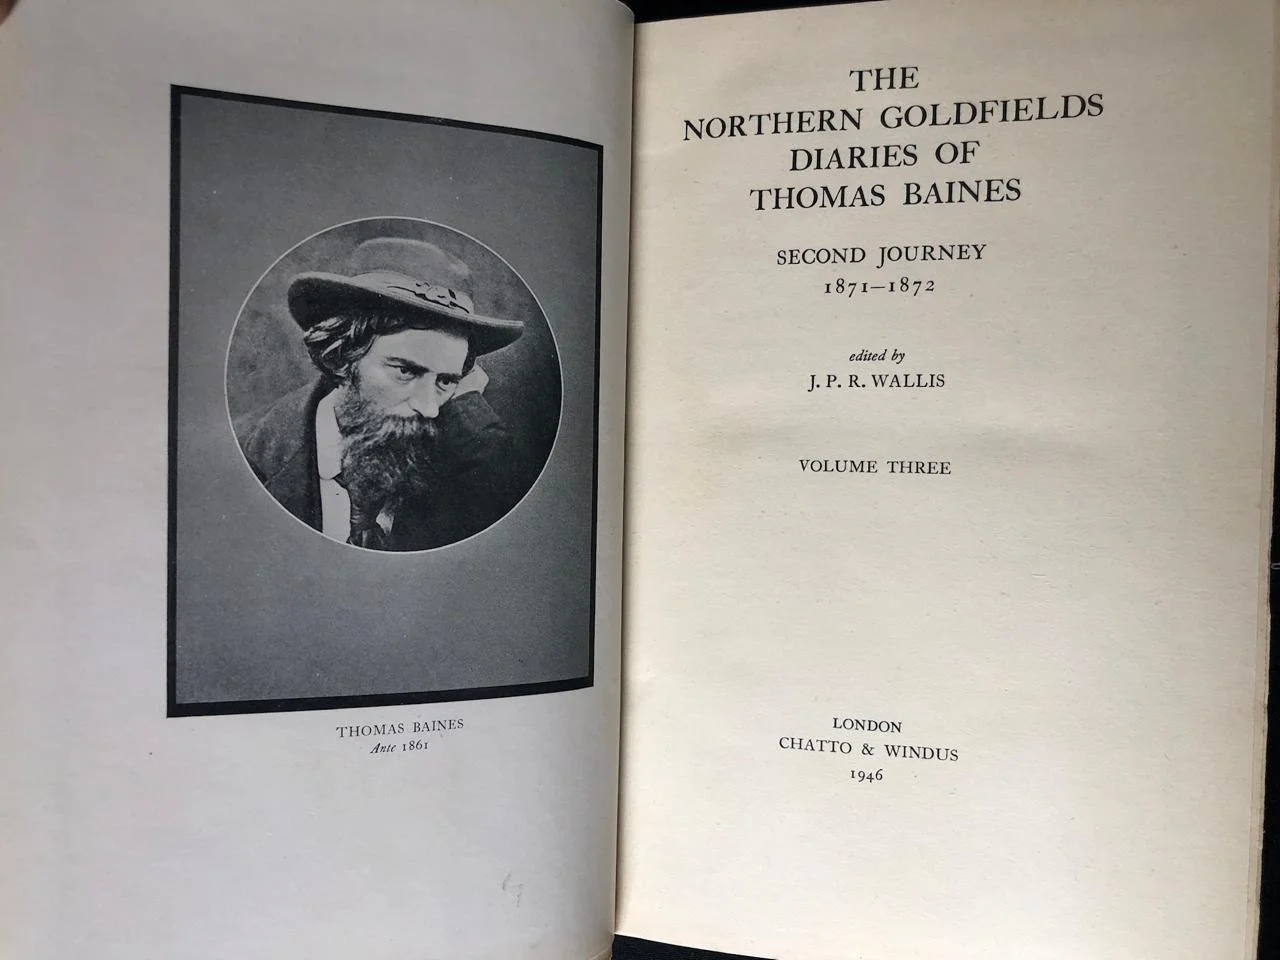 THOMAS BAINES
Ante 1861
THE
NORTHERN GOLDFIELDS
DIARIES OF
THOMAS BAINES
SECOND JOURNEY
1871—1872
edited by
J. P. R. WALLIS
VOLUME THREE
LONDON
CHATTO & WINDUS
1946